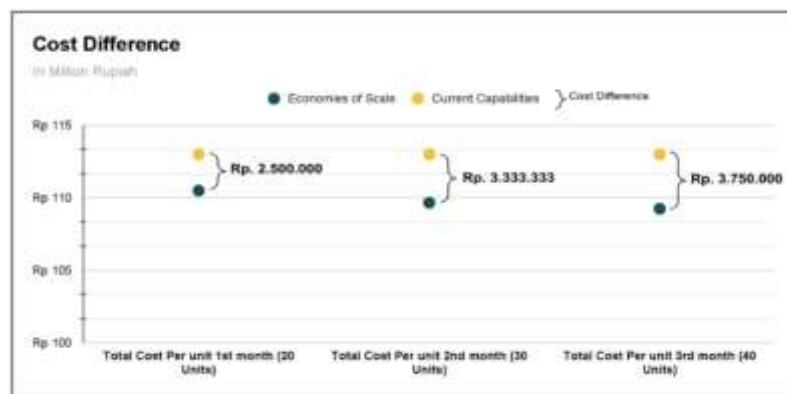 Cost Difference
In Million Rupiah
Economies of Scale
Current Capabilities
Cost Difference
Rp 115
Rp 110
Rp 105
Rp 100
Rp. 2.500.000
Rp. 3.333.333
Rp. 3.750.000
Total Cost Per unit 1st month (20
Units)
Total Cost Per unit 2nd month (30
Units)
Total Cost Per unit 3rd month (40
Units)